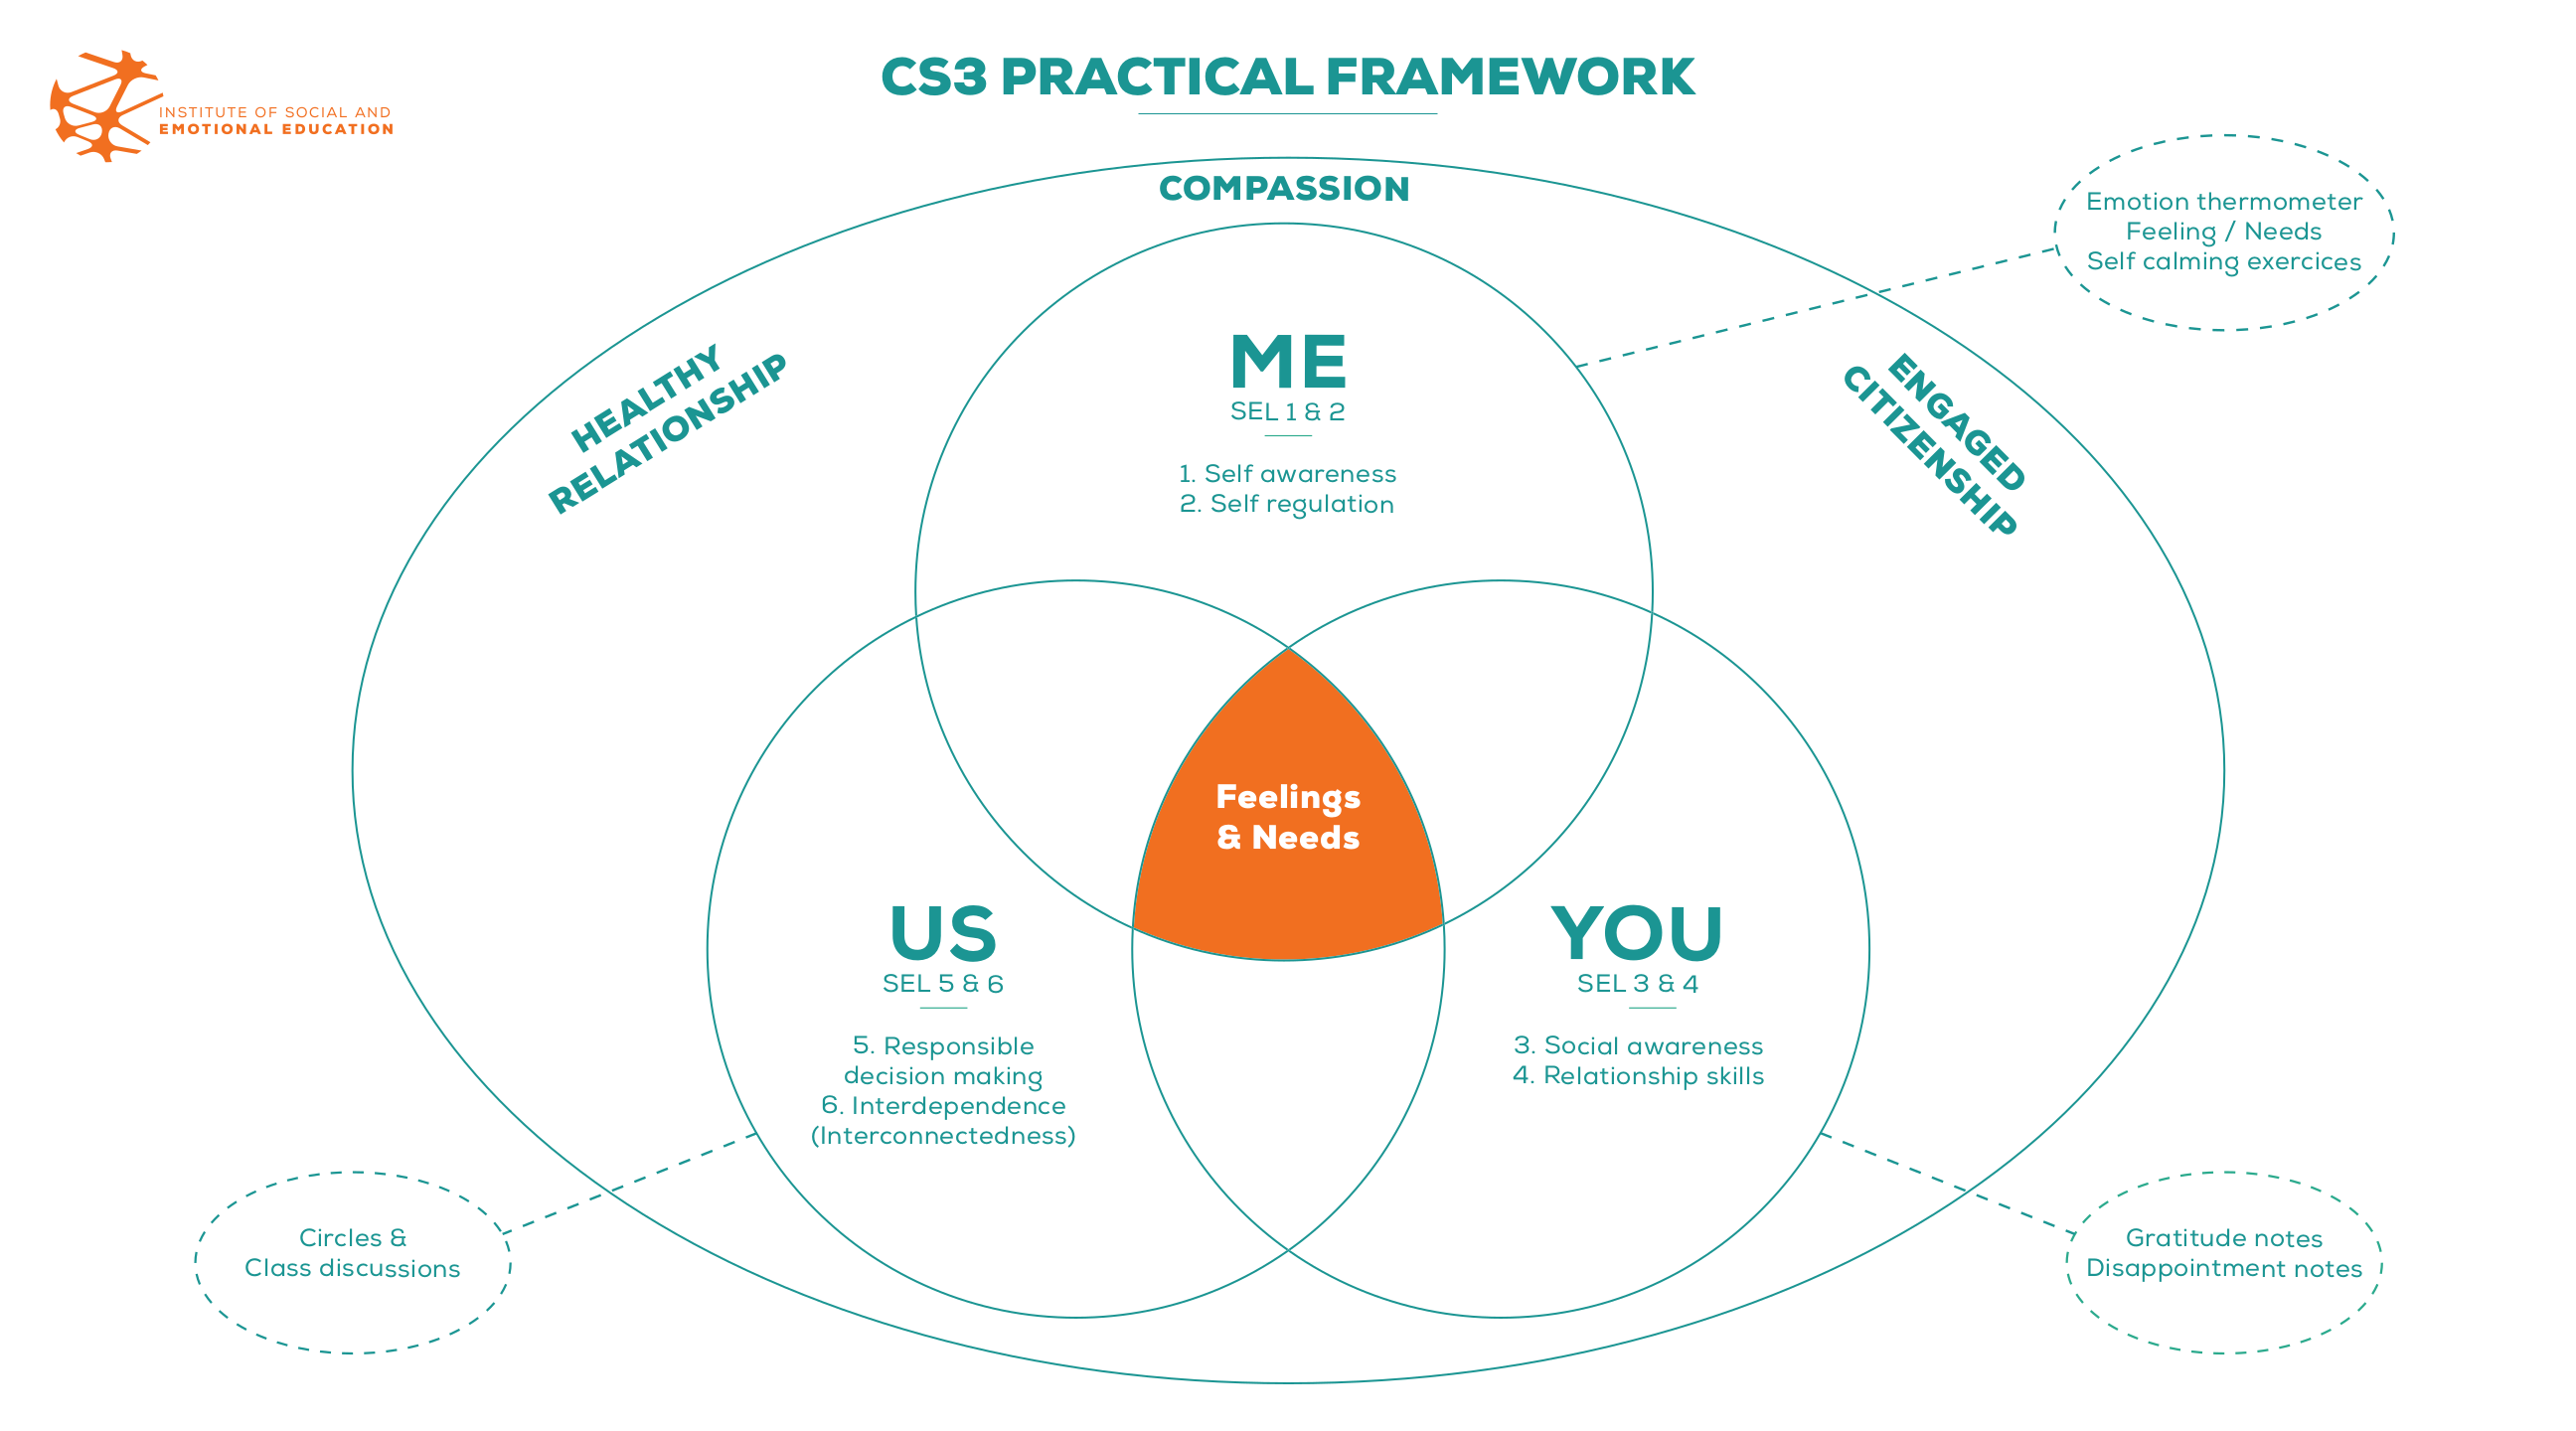 INSTITUTE OF SOCIAL AND
EMOTIONAL EDUCATION
CS3 PRACTICAL FRAMEWORK
COMPASSION
HEALTHY
RELATIONSHIP
ENGAGED
CITIZENSHIP
Emotion thermometer
Feeling / Needs
Self calming exercices
ME
SEL 1 & 2
1. Self awareness
2. Self regulation
Feelings
& Needs
US
SEL 5 & 6
5. Responsible
decision making
6. Interdependence
(Interconnectedness)
YOU
SEL 3 & 4
3. Social awareness
4. Relationship skills
Circles &
Class discussions
Gratitude notes
Disappointment notes